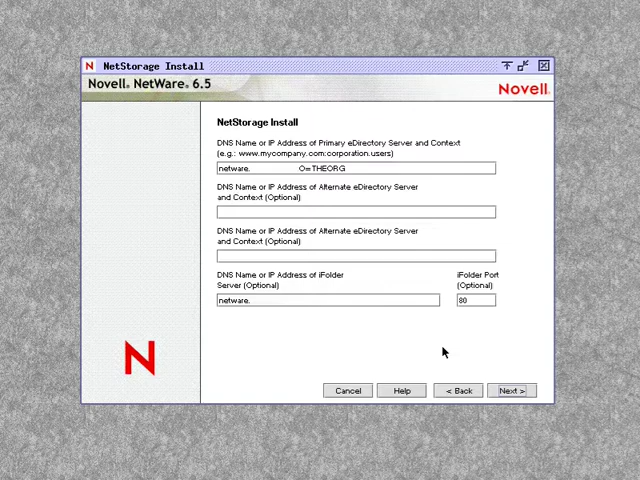 NetStorage Install
Novell® NetWare® 6.5
Novell®
NetStorage Install
DNS Name or IP Address of Primary eDirectory Server and Context
(e.g.: www.mycompany.com:corporation.users)
netware. O=THEORG
DNS Name or IP Address of Alternate eDirectory Server
and Context (Optional)
DNS Name or IP Address of Alternate eDirectory Server
and Context (Optional)
DNS Name or IP Address of iFolder
Server (Optional)
iFolder Port
(Optional)
netware.
80
Cancel
Help
< Back
Next >